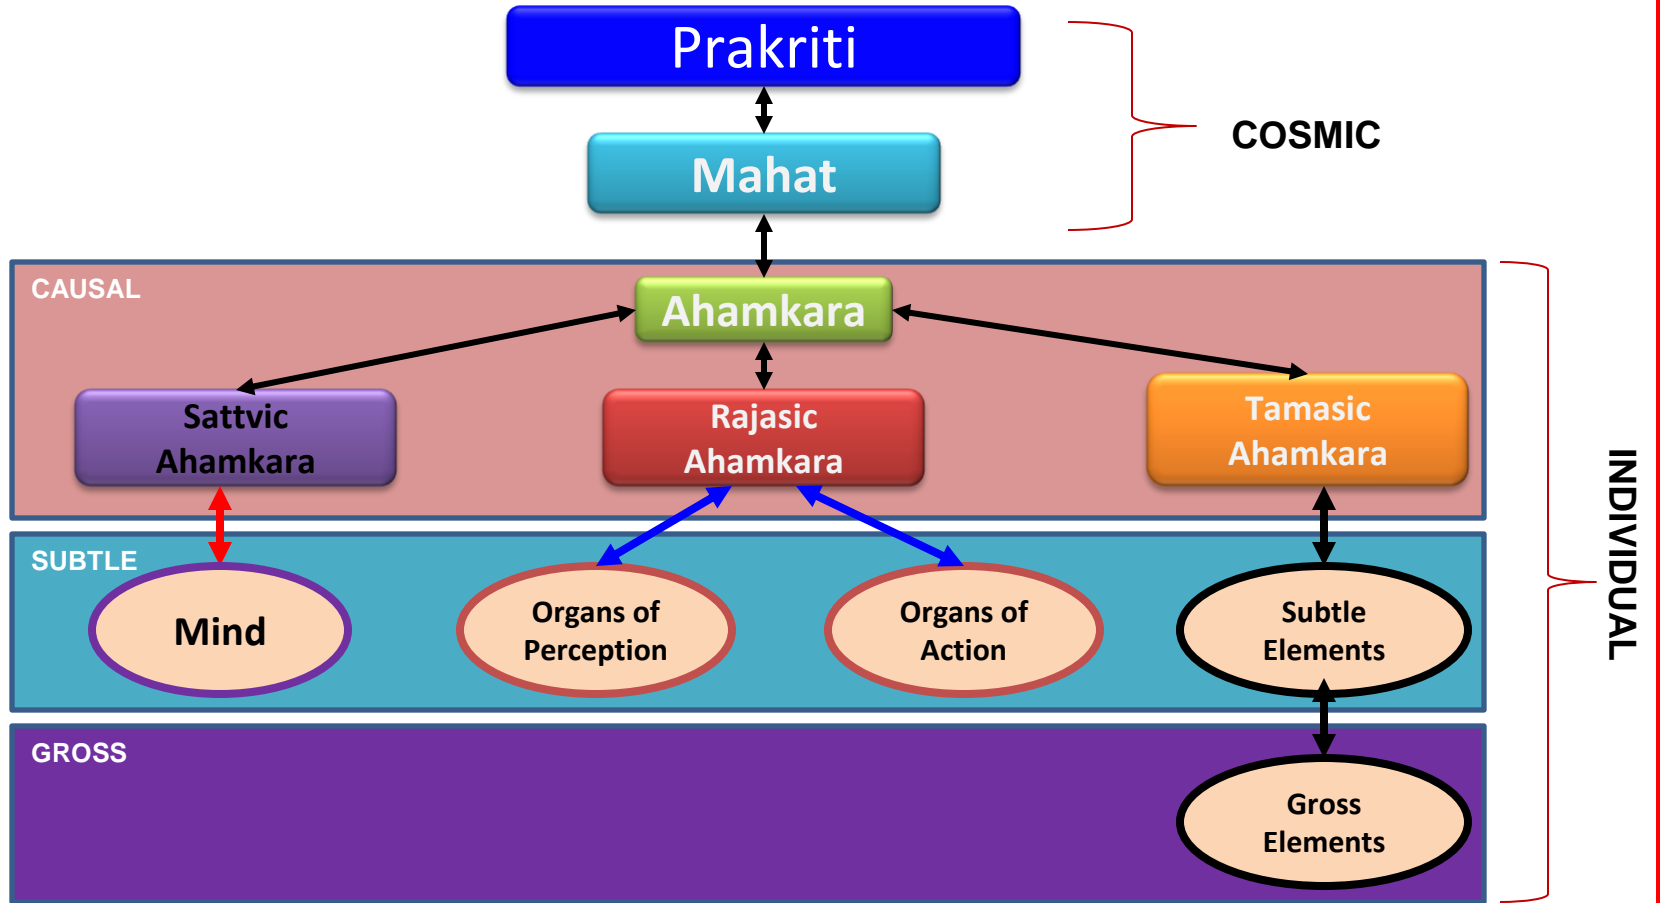 Prakriti
COSMIC
Mahat
CAUSAL
Ahamkara
Sattvic
Ahamkara
Rajasic
Ahamkara
Tamasic
Ahamkara
INDIVIDUAL
SUBTLE
Mind
Organs of
Perception
Organs of
Action
Subtle
Elements
GROSS
Gross
Elements